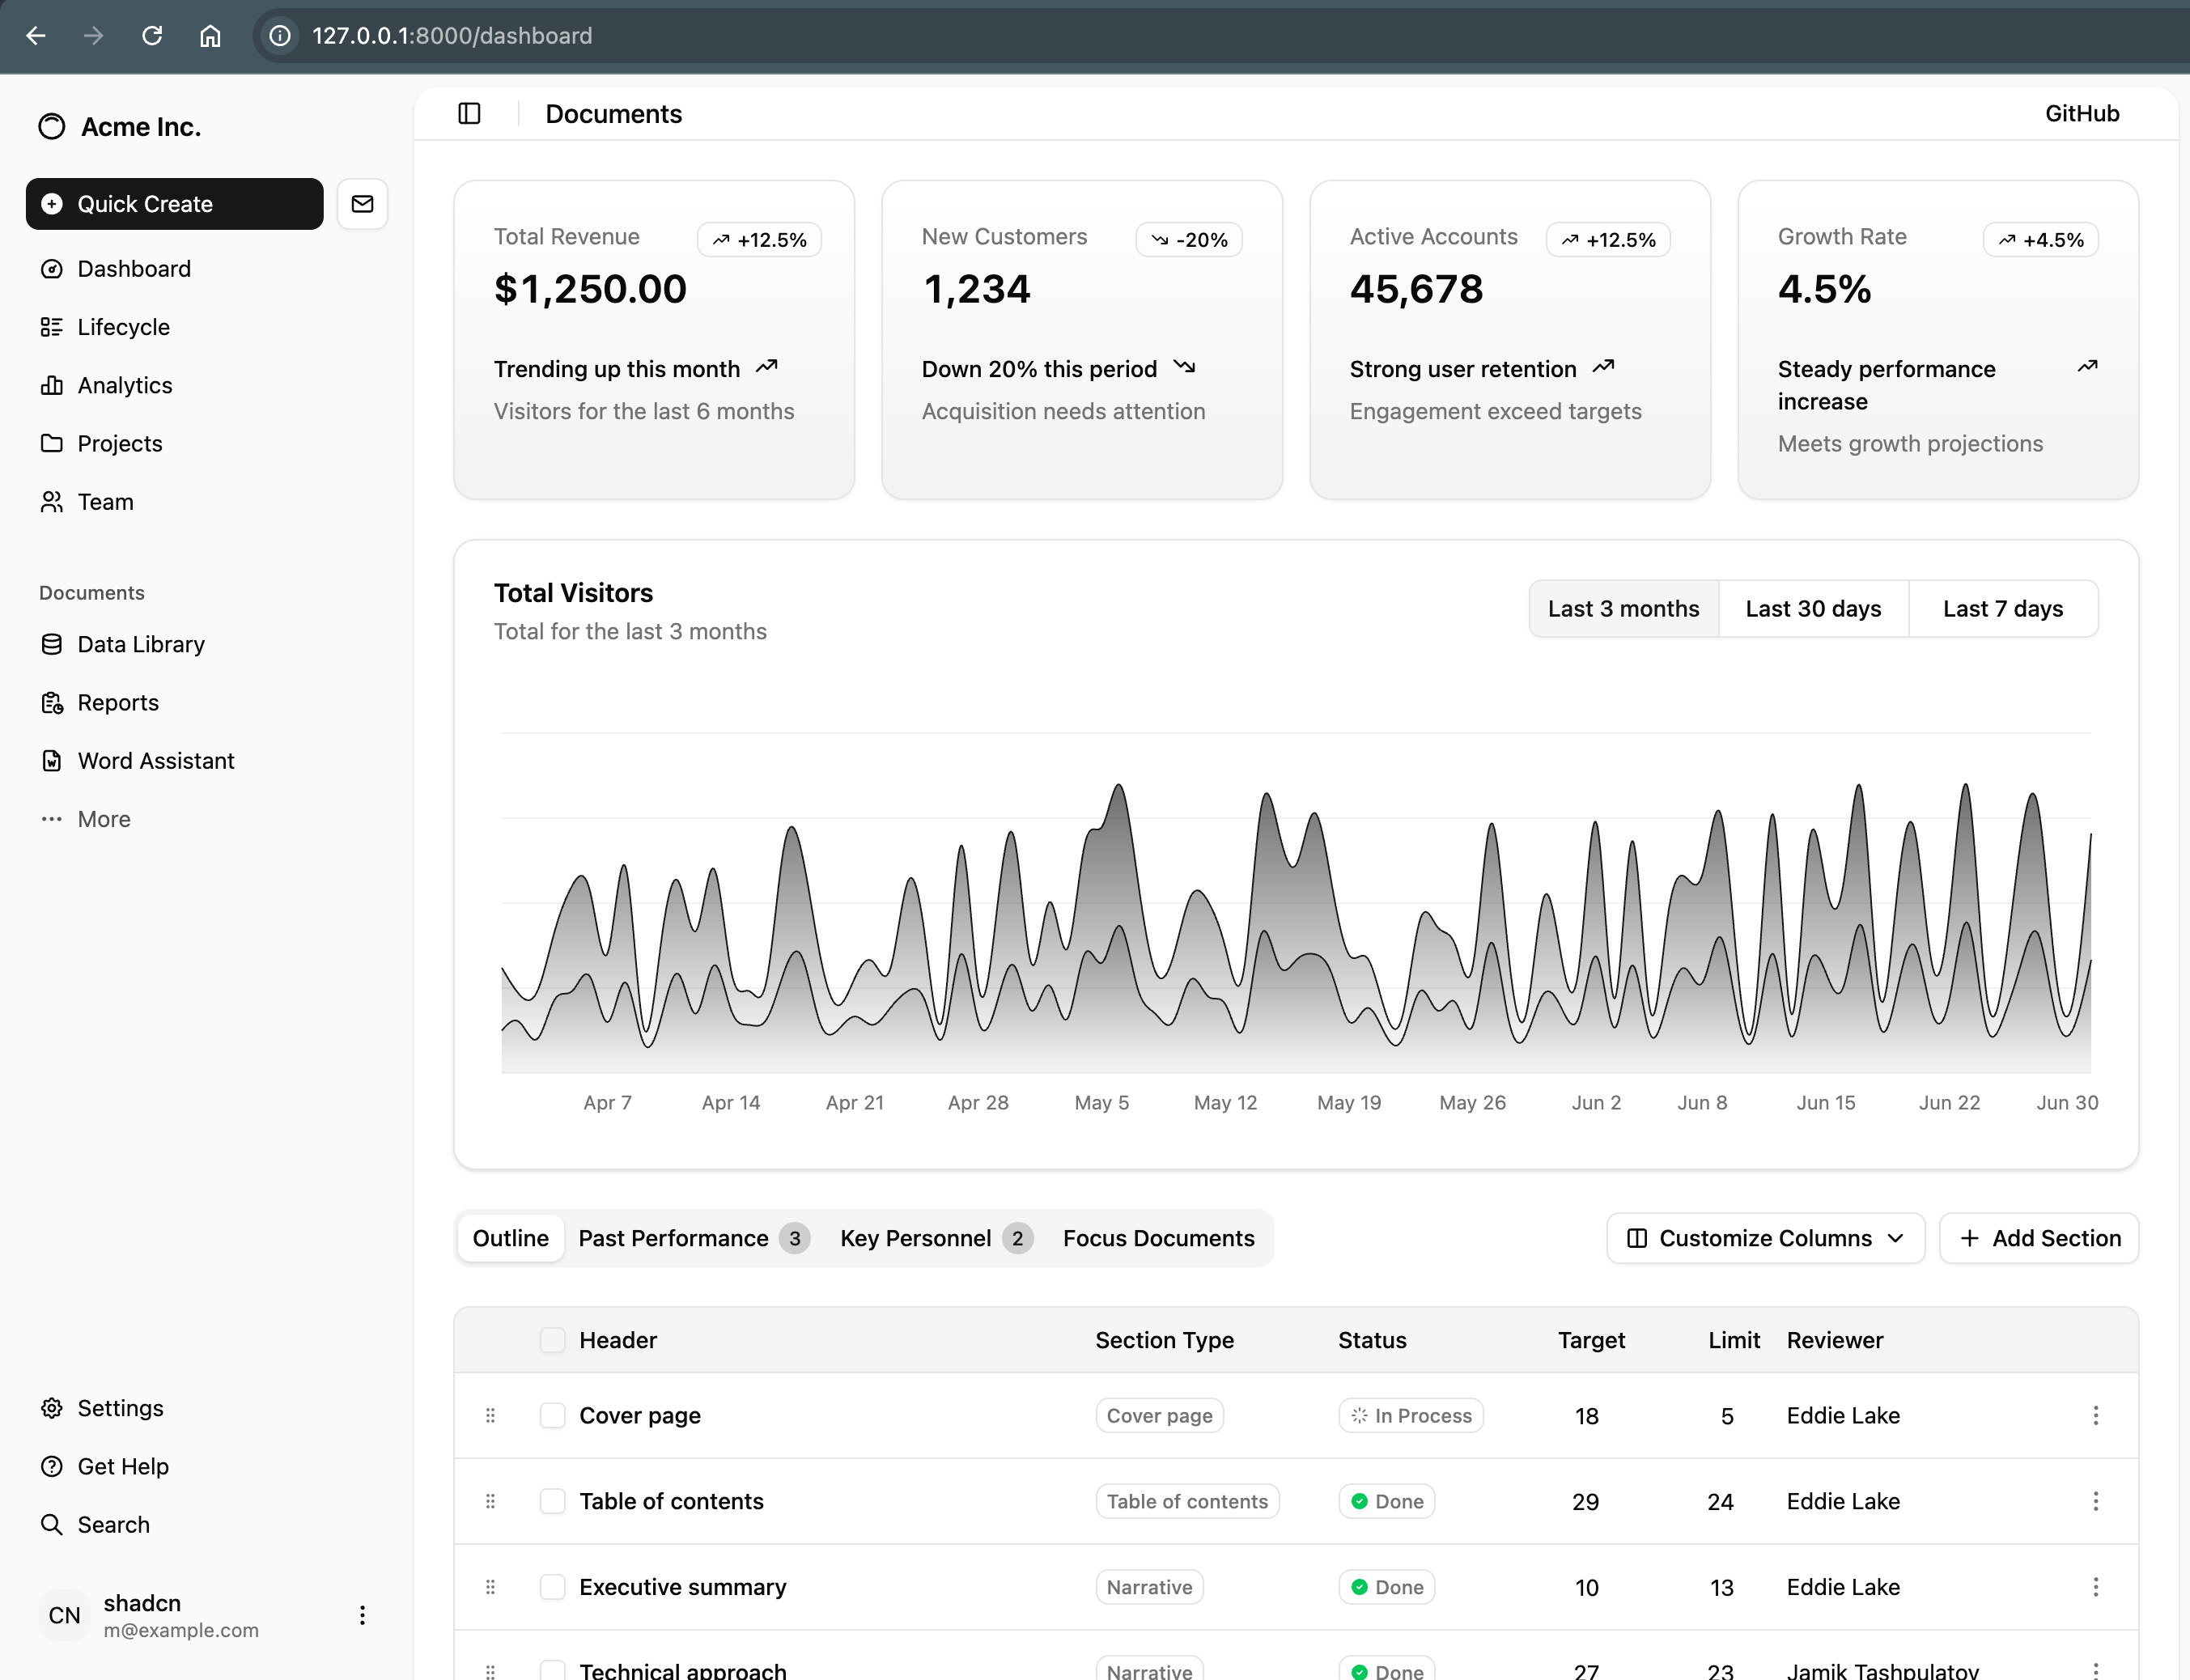 127.0.0.1:8000/dashboard
Acme Inc.
Quick Create
Dashboard
Lifecycle
Analytics
Projects
Team
Documents
Data Library
Reports
Word Assistant
More
Settings
Get Help
Search
CN
shadcn
m@example.com
Documents
GitHub
Total Revenue
+12.5%
$1,250.00
Trending up this month
Visitors for the last 6 months
New Customers
-20%
1,234
Down 20% this period
Acquisition needs attention
Active Accounts
+12.5%
45,678
Strong user retention
Engagement exceed targets
Growth Rate
+4.5%
4.5%
Steady performance
increase
Meets growth projections
Total Visitors
Total for the last 3 months
Last 3 months
Last 30 days
Last 7 days
Apr 7 Apr 14 Apr 21 Apr 28 May 5 May 12 May 19 May 26 Jun 2 Jun 8 Jun 15 Jun 22 Jun 30
Outline
Past Performance 3
Key Personnel 2
Focus Documents
Customize Columns
Add Section
Header Section Type Status Target Limit Reviewer
Cover page Cover page In Process 18 5 Eddie Lake
Table of contents Table of contents Done 29 24 Eddie Lake
Executive summary Narrative Done 10 13 Eddie Lake
Technical approach Narrative Done 27 23 Jamik Tashpulatov